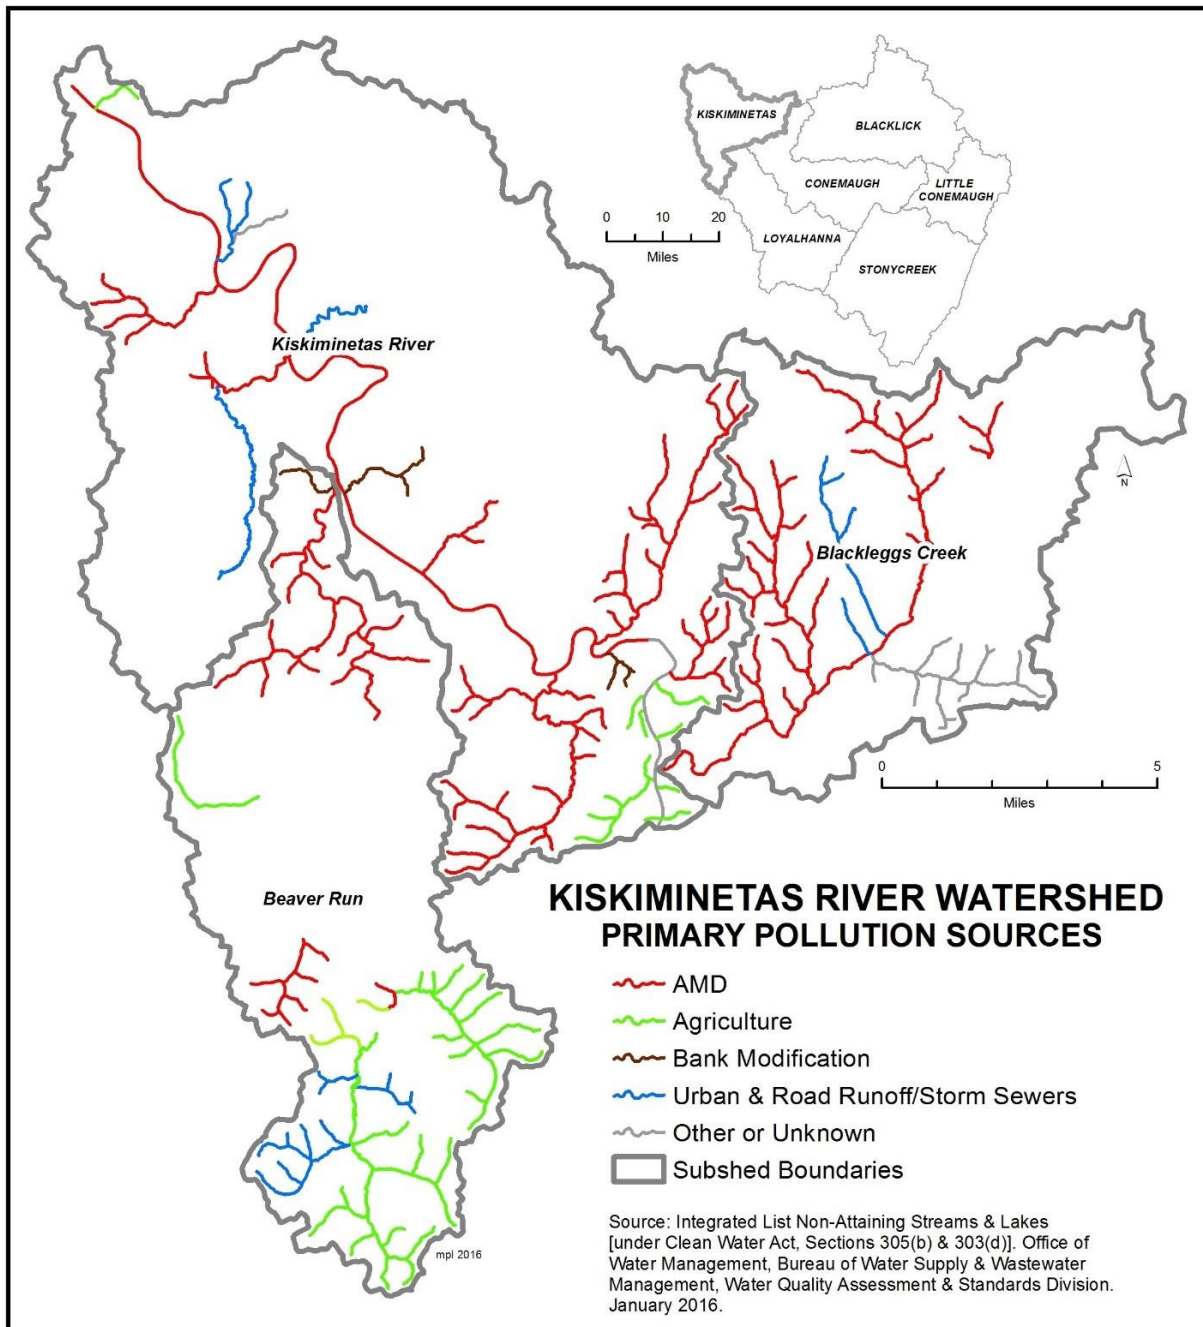 KISKIMINETAS
BLACKLICK
CONEMAUGH
LITTLE
CONEMAUGH
LOYALHANNA
STONYCREEK
0 10 20
Miles
Kiskiminetas River
N
Blackleggs Creek
0 5
Miles
Beaver Run
KISKIMINETAS RIVER WATERSHED
PRIMARY POLLUTION SOURCES
AMD
Agriculture
Bank Modification
Urban & Road Runoff/Storm Sewers
Other or Unknown
Subshed Boundaries
mpl 2016
Source: Integrated List Non-Attaining Streams & Lakes
[under Clean Water Act, Sections 305(b) & 303(d)]. Office of
Water Management, Bureau of Water Supply & Wastewater
Management, Water Quality Assessment & Standards Division.
January 2016.